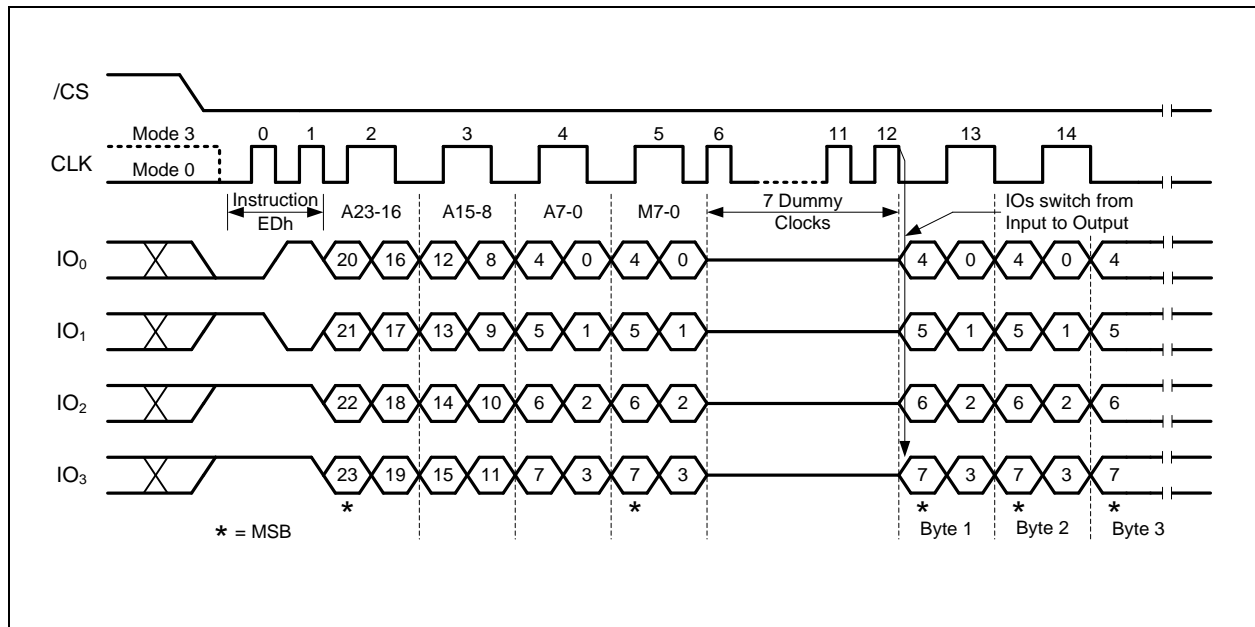 /CS
Mode 3 0 1 2 3 4 5 6 11 12 13 14
CLK Mode 0
Instruction A23-16 A15-8 A7-0 M7-0 7 Dummy IOs switch from
EDh Clocks Input to Output
IO0 20 16 12 8 4 0 4 0 4 0 4 0 4
IO1 21 17 13 9 5 1 5 1 5 1 5 1 5
IO2 22 18 14 10 6 2 6 2 6 2 6 2 6
IO3 23 19 15 11 7 3 7 3 7 3 7 3 7
* * * * *
* = MSB Byte 1 Byte 2 Byte 3